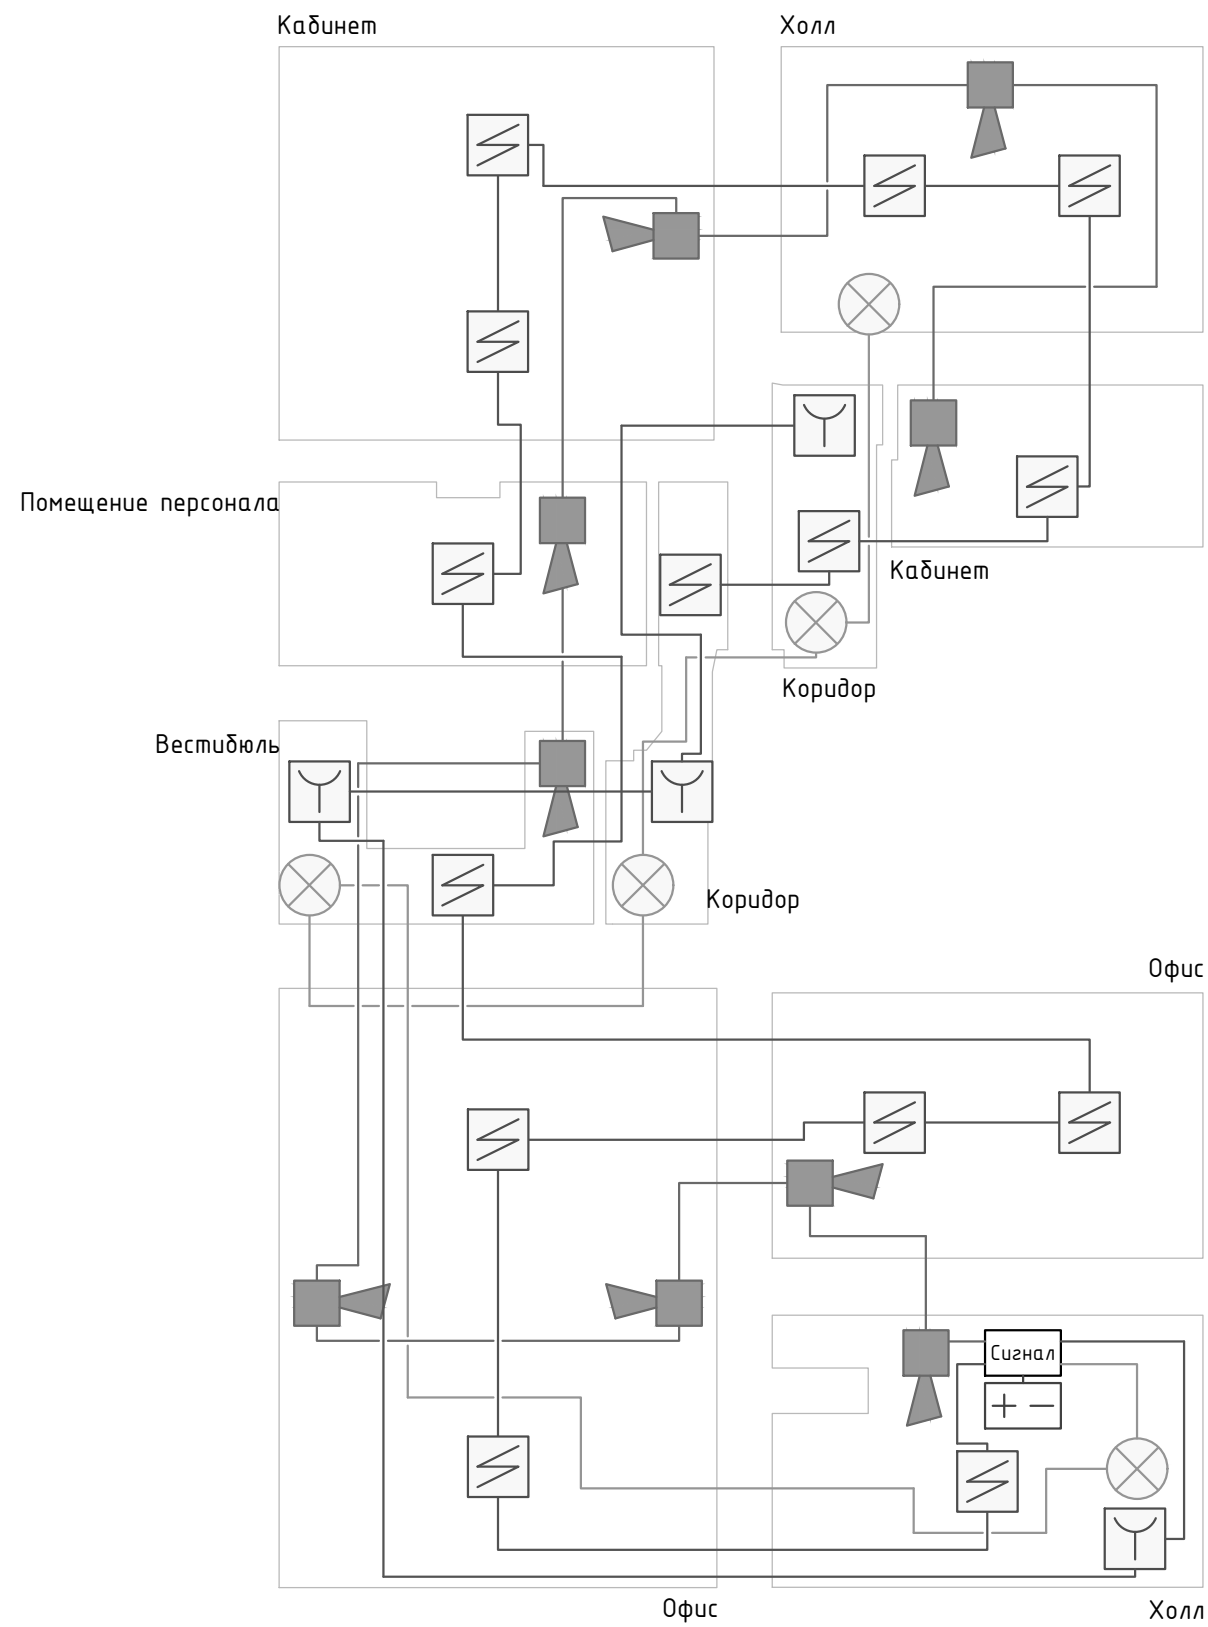 Кабинет
Холл
Помещение персонала
Кабинет
Коридор
Вестибюль
Коридор
Офис
Сигнал
+ −
Офис
Холл